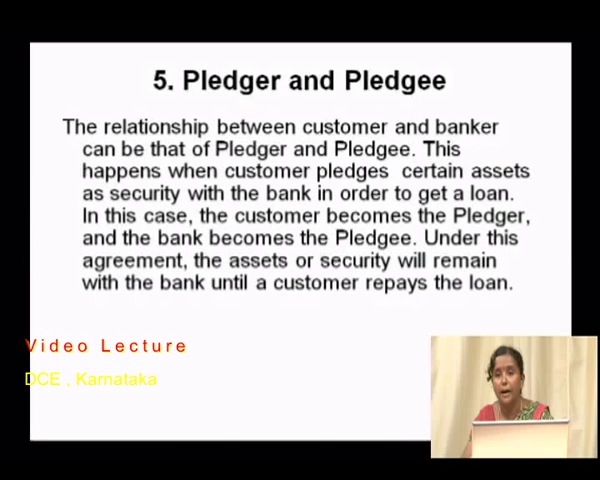 5. Pledger and Pledgee
The relationship between customer and banker
can be that of Pledger and Pledgee. This
happens when customer pledges certain assets
as security with the bank in order to get a loan.
In this case, the customer becomes the Pledger,
and the bank becomes the Pledgee. Under this
agreement, the assets or security will remain
with the bank until a customer repays the loan.
Video Lecture
DCE , Karnataka